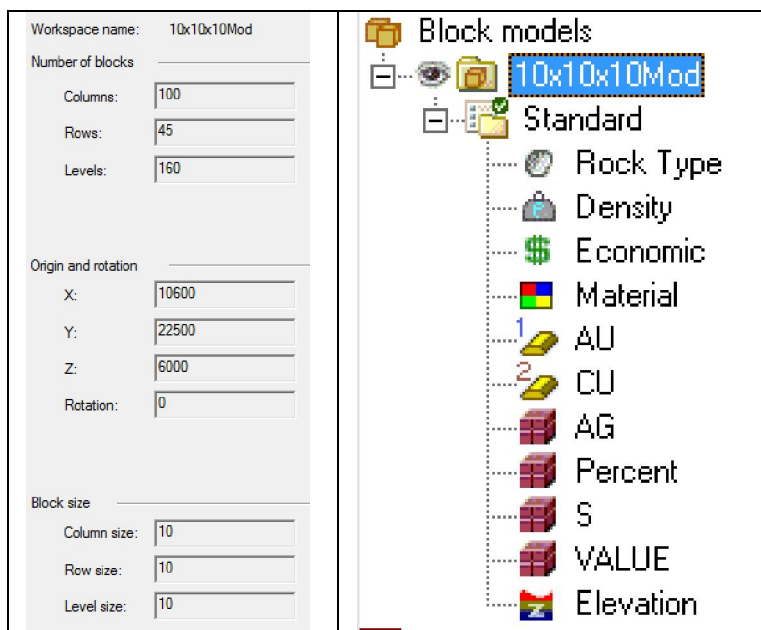 Workspace name: 10x10x10Mod
Number of blocks
Columns: 100
Rows: 45
Levels: 160
Origin and rotation
X: 10600
Y: 22500
Z: 6000
Rotation: 0
Block size
Column size: 10
Row size: 10
Level size: 10
Block models
10x10x10Mod
Standard
Rock Type
Density
Economic
Material
1 AU
2 CU
AG
Percent
S
VALUE
Elevation